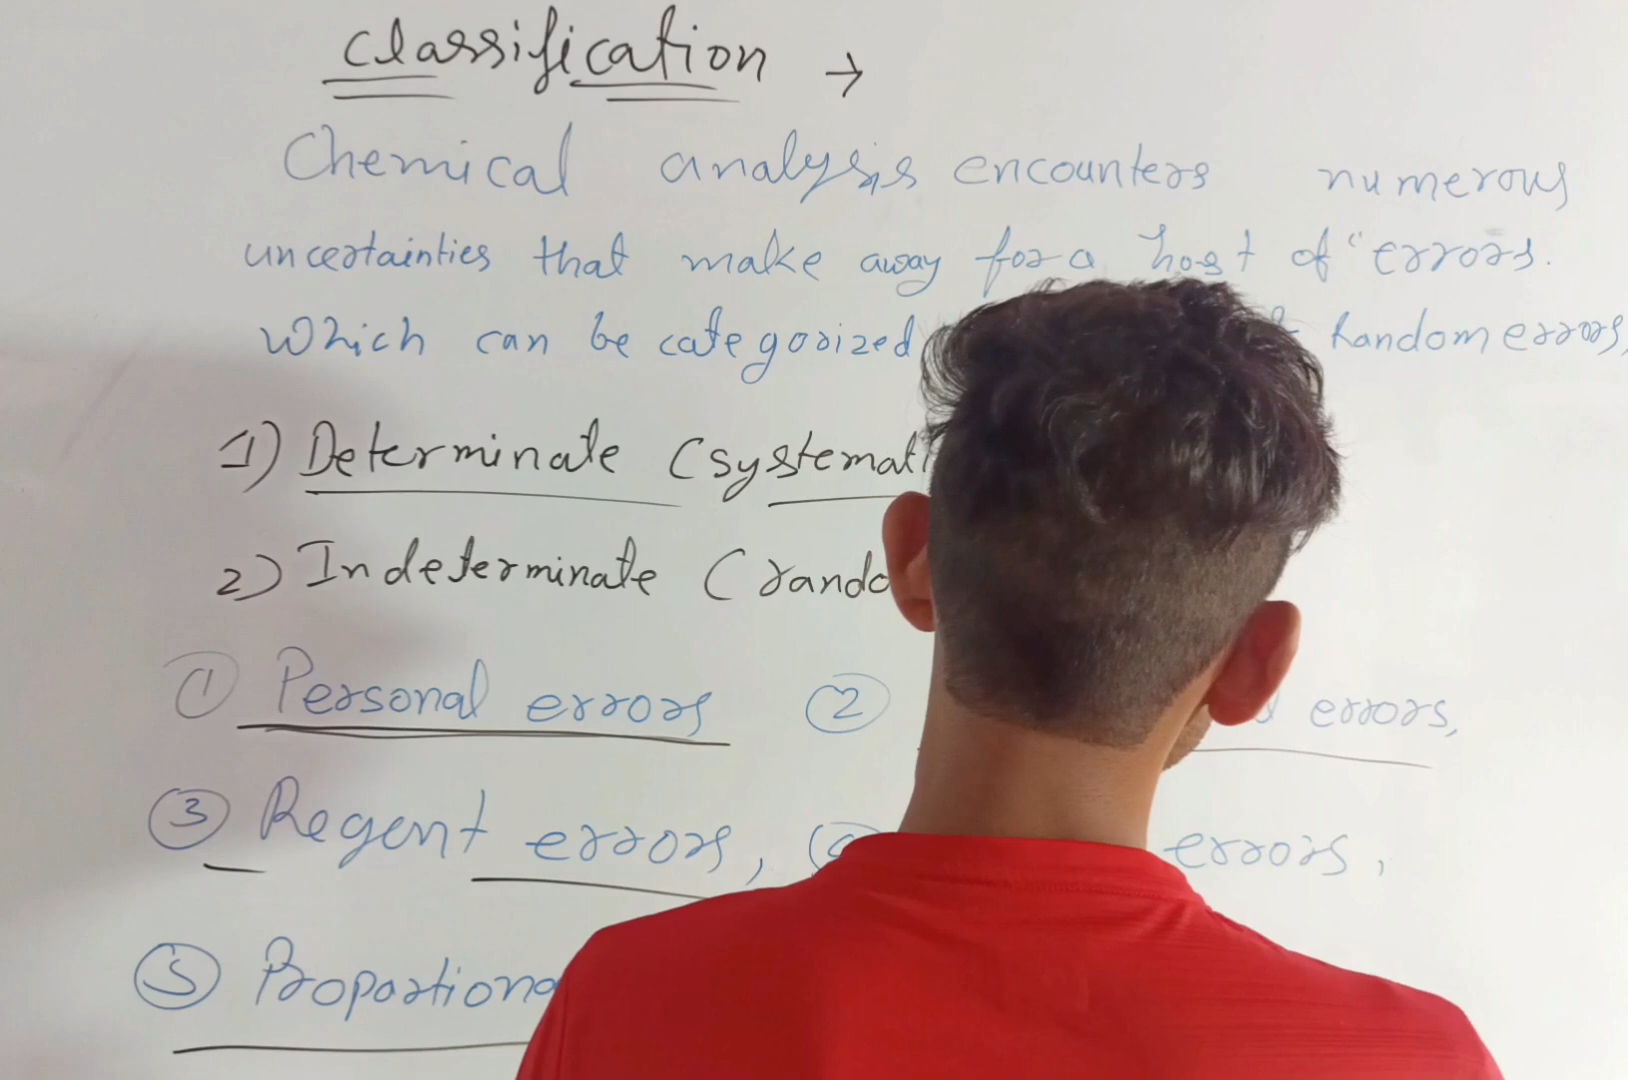 Classification →
Chemical analysis encounters numerous
uncertainties that make away for a host of "errors.
Which can be categorized Random errors,
1) Determinate (systemati
2) Indeterminate (rando
① Personal errors ② errors,
③ Regent errors, errors,
⑤ Proportiona